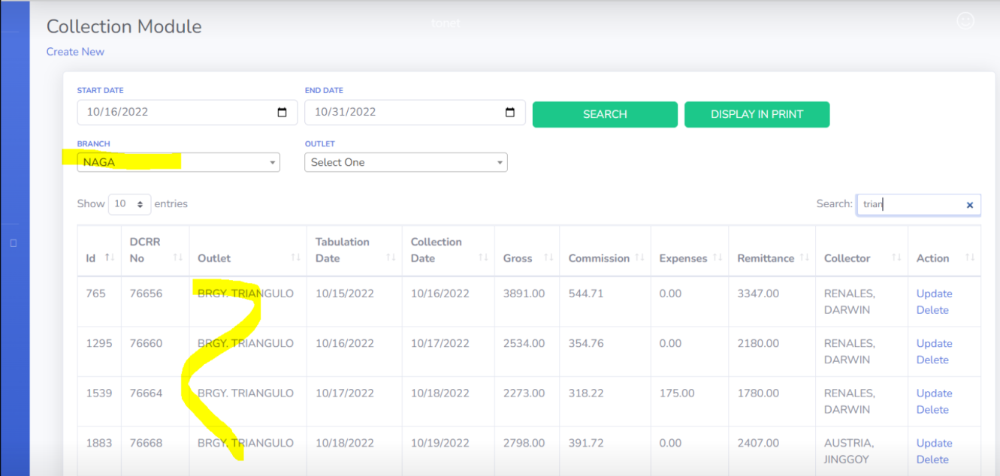 tonet
Collection Module
Create New
START DATE
END DATE
10/16/2022
10/31/2022
SEARCH
DISPLAY IN PRINT
BRANCH
OUTLET
NAGA
Select One
Show 10 entries
Search: trian
Id DCRR No Outlet Tabulation Date Collection Date Gross Commission Expenses Remittance Collector Action
765 76656 BRGY. TRIANGULO 10/15/2022 10/16/2022 3891.00 544.71 0.00 3347.00 RENALES, Update
DARWIN Delete
1295 76660 BRGY. TRIANGULO 10/16/2022 10/17/2022 2534.00 354.76 0.00 2180.00 RENALES, Update
DARWIN Delete
1539 76664 BRGY. TRIANGULO 10/17/2022 10/18/2022 2273.00 318.22 175.00 1780.00 RENALES, Update
DARWIN Delete
1883 76668 BRGY. TRIANGULO 10/18/2022 10/19/2022 2798.00 391.72 0.00 2407.00 AUSTRIA, Update
JINGGOY Delete